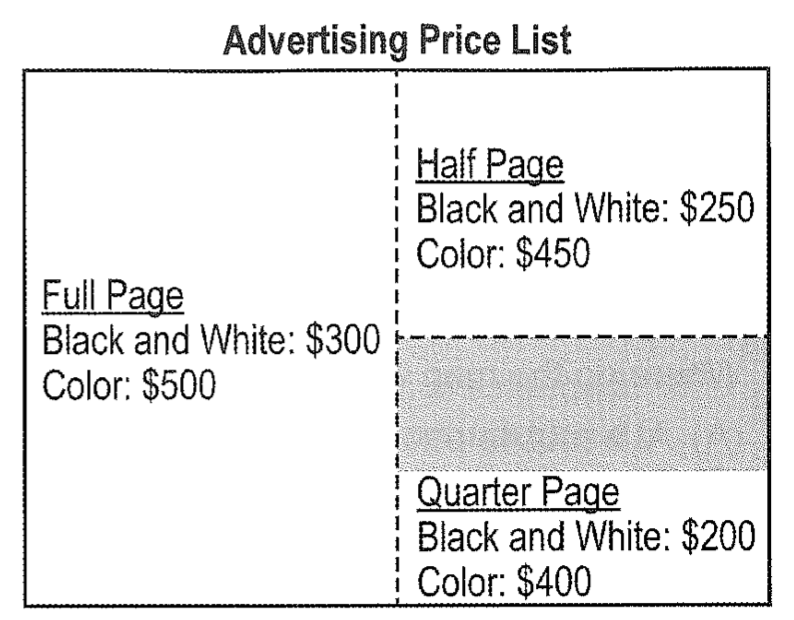 Advertising Price List
Full Page
Black and White: $300
Color: $500
Half Page
Black and White: $250
Color: $450
Quarter Page
Black and White: $200
Color: $400